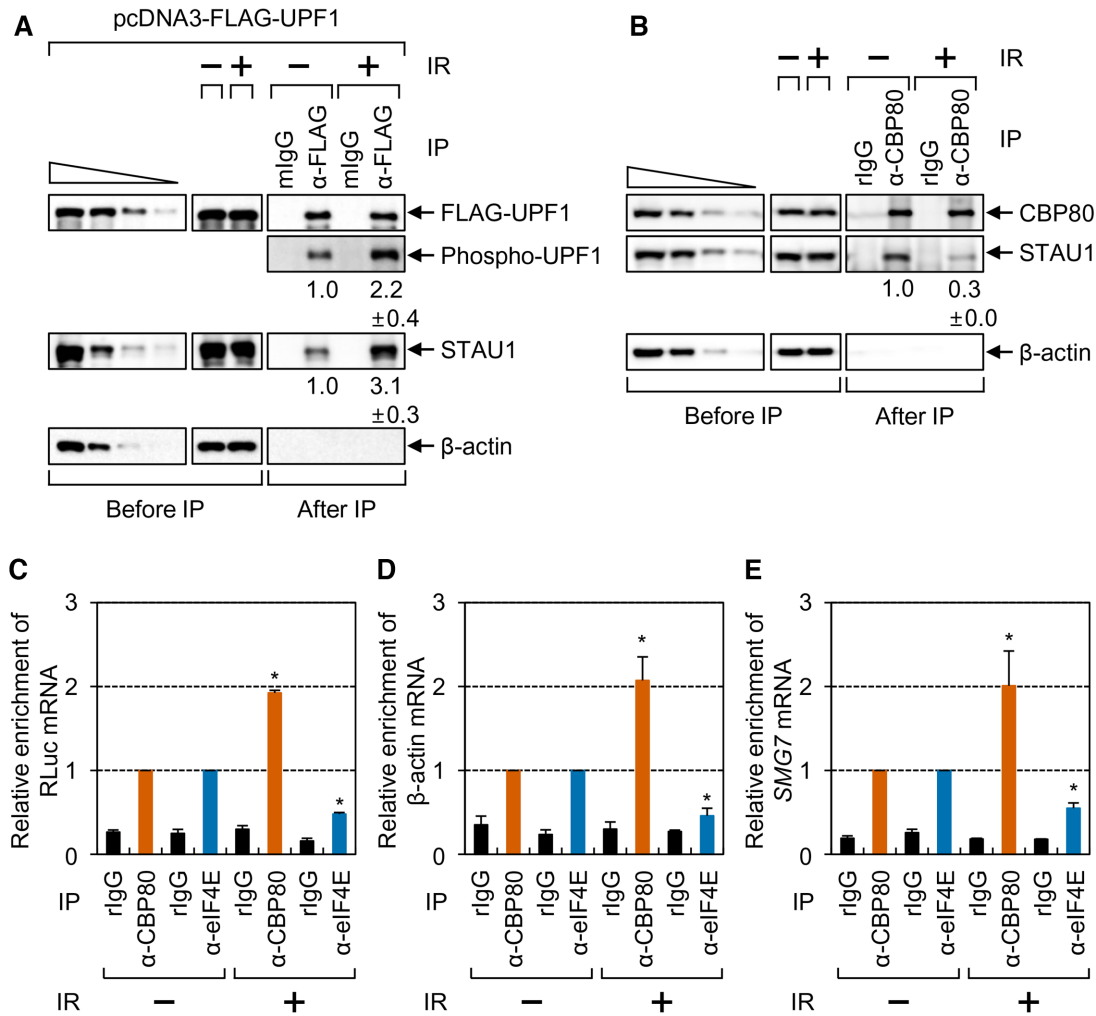 A
pcDNA3-FLAG-UPF1
− + − + IR
mIgG α-FLAG mIgG α-FLAG IP
FLAG-UPF1
Phospho-UPF1
1.0 2.2
±0.4
STAU1
1.0 3.1
±0.3
β-actin
Before IP After IP
B
− + − + IR
rIgG α-CBP80 rIgG α-CBP80 IP
CBP80
STAU1
1.0 0.3
±0.0
β-actin
Before IP After IP
C
Relative enrichment of
RLuc mRNA
3
2
1
0
*
*
IP rIgG α-CBP80 rIgG α-eIF4E rIgG α-CBP80 rIgG α-eIF4E
IR − +
D
Relative enrichment of
β-actin mRNA
3
2
1
0
*
*
IP rIgG α-CBP80 rIgG α-eIF4E rIgG α-CBP80 rIgG α-eIF4E
IR − +
E
Relative enrichment of
SMG7 mRNA
3
2
1
0
*
*
IP rIgG α-CBP80 rIgG α-eIF4E rIgG α-CBP80 rIgG α-eIF4E
IR − +